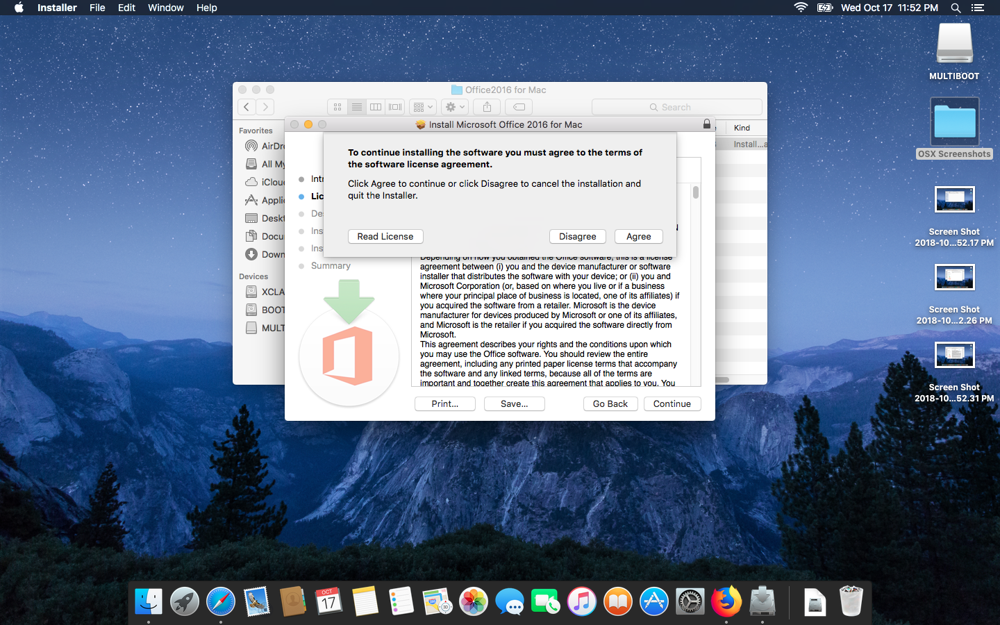 Installer File Edit Window Help
Wed Oct 17 11:52 PM
MULTIBOOT
OSX Screenshots
Screen Shot
2018-10...52.17 PM
Screen Shot
2018-10...2.26 PM
Screen Shot
2018-10...52.31 PM
Office2016 for Mac
Search
Favorites
AirDro
All My
iCloud
Applic
Deskt
Docu
Down
Devices
XCLA
BOOT
MULT
Kind
Install...a
Install Microsoft Office 2016 for Mac
To continue installing the software you must agree to the terms of
the software license agreement.
Click Agree to continue or click Disagree to cancel the installation and
quit the Installer.
Read License Disagree Agree
Intr
Lic
De
Ins
Ins
Summary
N
Depending on how you obtained the Office software, this is a license
agreement between (i) you and the device manufacturer or software
installer that distributes the software with your device; or (ii) you and
Microsoft Corporation (or, based on where you live or if a business
where your principal place of business is located, one of its affiliates) if
you acquired the software from a retailer. Microsoft is the device
manufacturer for devices produced by Microsoft or one of its affiliates,
and Microsoft is the retailer if you acquired the software directly from
Microsoft.
This agreement describes your rights and the conditions upon which
you may use the Office software. You should review the entire
agreement, including any printed paper license terms that accompany
the software and any linked terms, because all of the terms are
important and together create this agreement that applies to you. You
Print... Save... Go Back Continue
OCT
17
3D